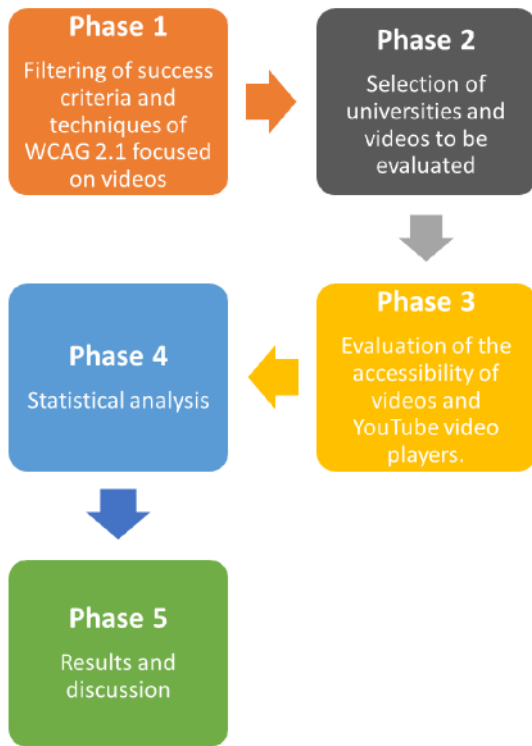 Phase 1
Filtering of success
criteria and
techniques of
WCAG 2.1 focused
on videos
Phase 2
Selection of
universities and
videos to be
evaluated
Phase 3
Evaluation of the
accessibility of
videos and
YouTube video
players.
Phase 4
Statistical analysis
Phase 5
Results and
discussion